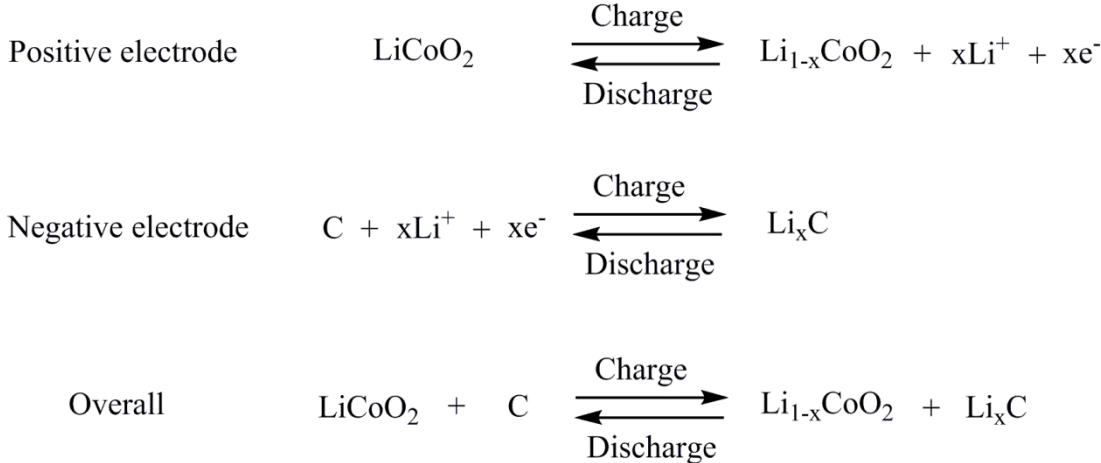 Charge
Positive electrode LiCoO₂ Li₁₋ₓCoO₂ + xLi⁺ + xe⁻
Discharge
Charge
Negative electrode C + xLi⁺ + xe⁻ LiₓC
Discharge
Charge
Overall LiCoO₂ + C Li₁₋ₓCoO₂ + LiₓC
Discharge